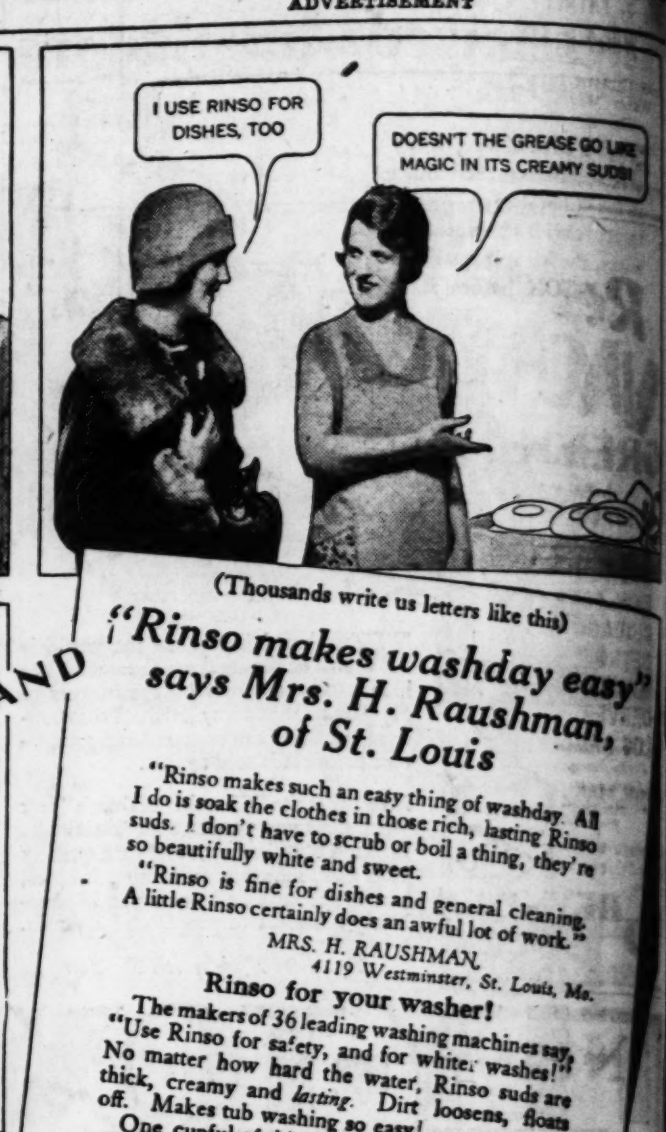 ADVERTISEMENT
I USE RINSO FOR
DISHES, TOO
DOESN'T THE GREASE GO LIKE
MAGIC IN ITS CREAMY SUDS!
AND
(Thousands write us letters like this)
"Rinso makes washday easy"
says Mrs. H. Raushman,
of St. Louis
"Rinso makes such an easy thing of washday. All
I do is soak the clothes in those rich, lasting Rinso
suds. I don't have to scrub or boil a thing, they're
so beautifully white and sweet.
"Rinso is fine for dishes and general cleaning.
A little Rinso certainly does an awful lot of work."
MRS. H. RAUSHMAN,
4119 Westminster, St. Louis, Mo.
Rinso for your washer!
The makers of 36 leading washing machines say,
"Use Rinso for safety, and for whiter washes!"
No matter how hard the water, Rinso suds are
thick, creamy and lasting. Dirt loosens, floats
off. Makes tub washing so easy!
One cupful of